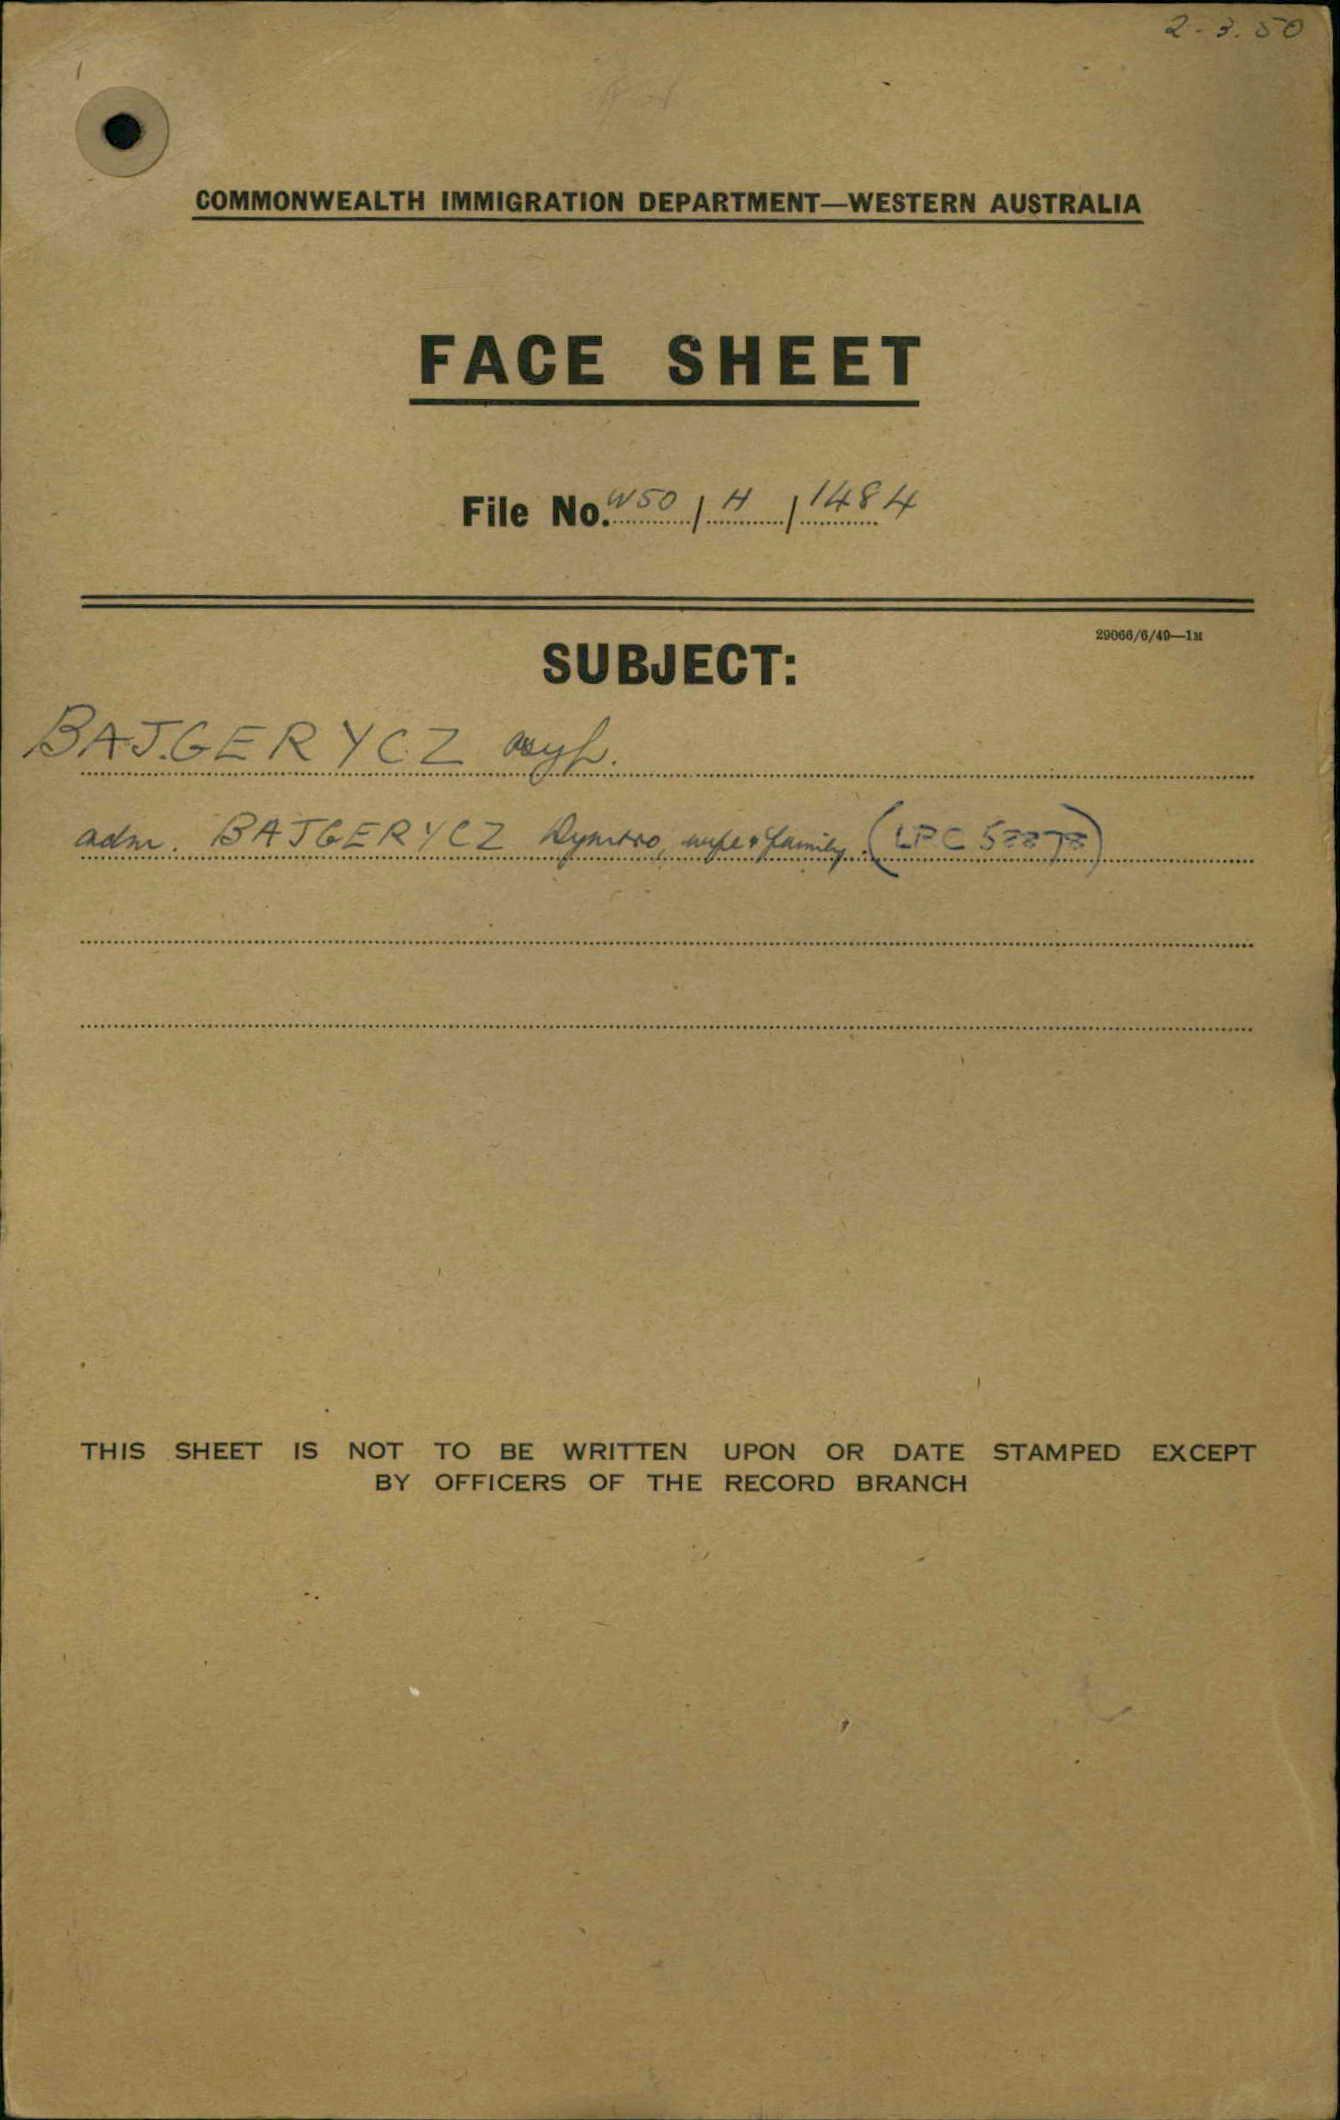 2-3.50
COMMONWEALTH IMMIGRATION DEPARTMENT—WESTERN AUSTRALIA
FACE SHEET
File No. W50 / H / 1484
29066/6/49—1M
SUBJECT:
BAJGERYCZ
adm. BAJGERYCZ Dymtro, wife & family (LPC
THIS SHEET IS NOT TO BE WRITTEN UPON OR DATE STAMPED EXCEPT
BY OFFICERS OF THE RECORD BRANCH